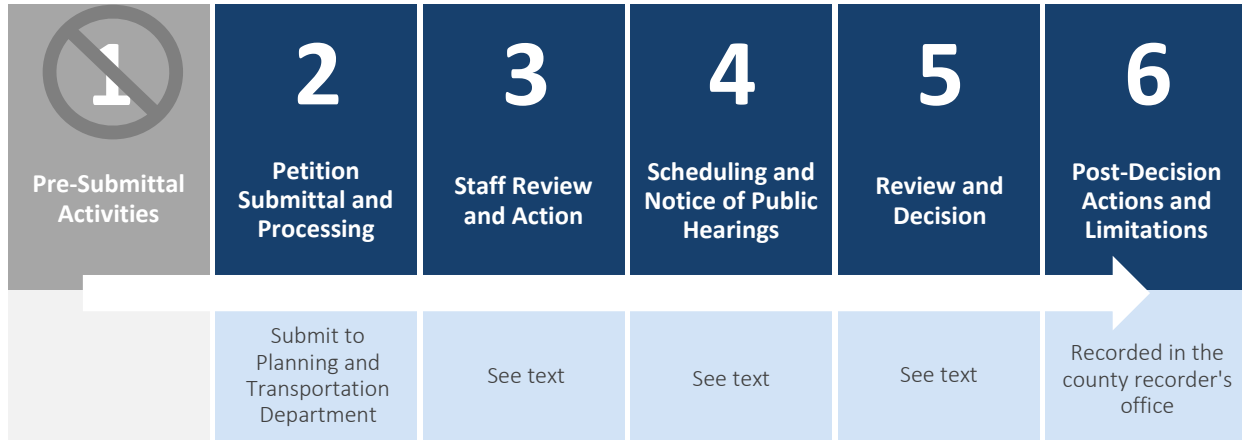 1
Pre-Submittal
Activities
2
Petition
Submittal and
Processing
Submit to
Planning and
Transportation
Department
3
Staff Review
and Action
See text
4
Scheduling and
Notice of Public
Hearings
See text
5
Review and
Decision
See text
6
Post-Decision
Actions and
Limitations
Recorded in the
county recorder's
office